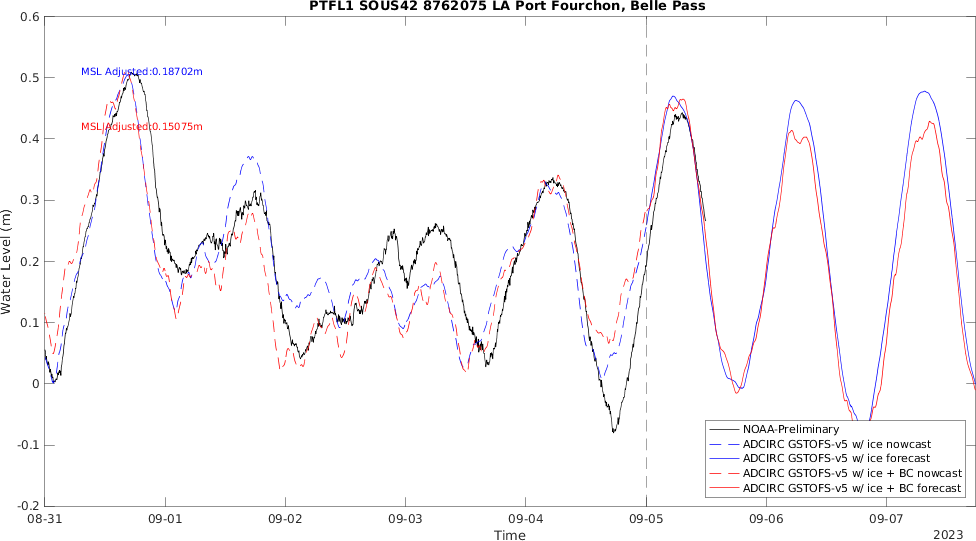 PTFL1 SOUS42 8762075 LA Port Fourchon, Belle Pass
0.6
0.5
0.4
0.3
0.2
0.1
0
-0.1
-0.2
Water Level (m)
MSL Adjusted:0.18702m
MSL Adjusted:0.15075m
NOAA-Preliminary
ADCIRC GSTOFS-v5 w/ ice nowcast
ADCIRC GSTOFS-v5 w/ ice forecast
ADCIRC GSTOFS-v5 w/ ice + BC nowcast
ADCIRC GSTOFS-v5 w/ ice + BC forecast
08-31 09-01 09-02 09-03 09-04 09-05 09-06 09-07
Time
2023